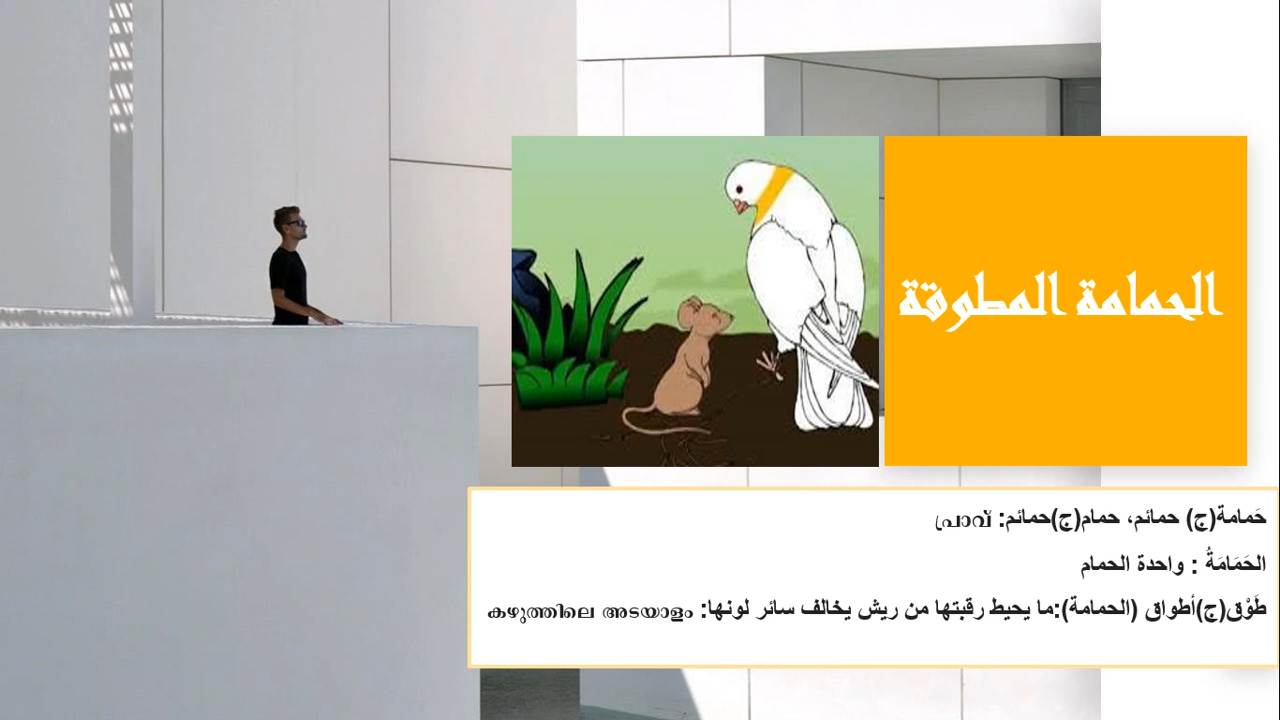 الحمامة المطوقة
حَمامة(ج) حمائم، حمام(ج)حمائم: പ്രാവ്
الحَمَامَةُ : واحدة الحمام
طَوْق(ج)أطواق (الحمامة):ما يحيط رقبتها من ريش يخالف سائر لونها: കഴുത്തിലെ അടയാളം